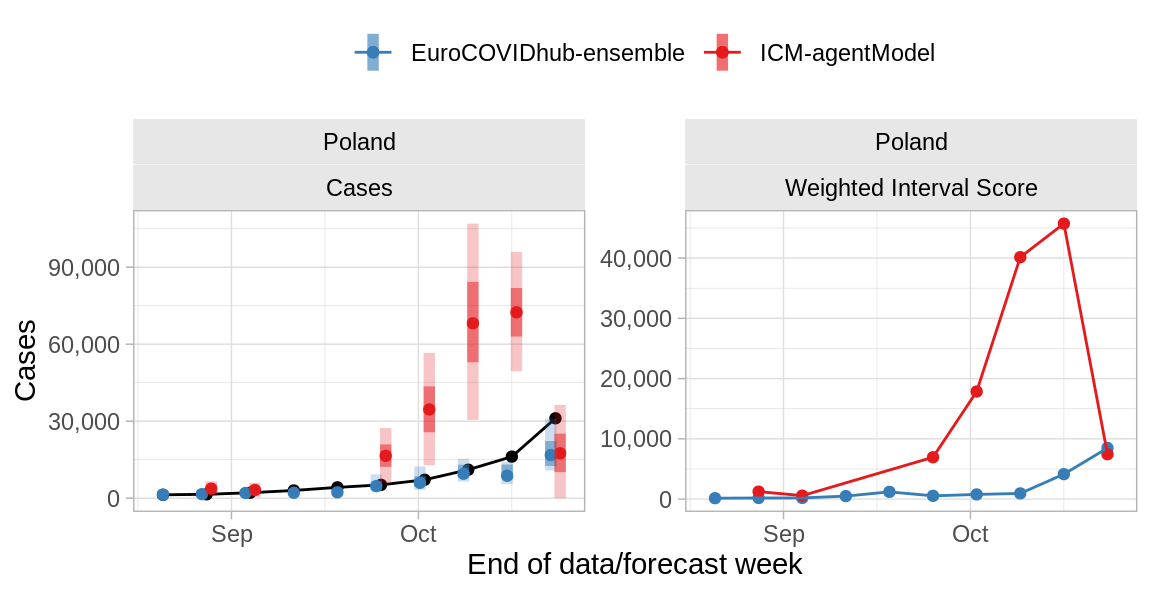 EuroCOVIDhub-ensemble ICM-agentModel
Poland
Cases
Poland
Weighted Interval Score
Cases
90,000
60,000
30,000
0
Sep Oct
40,000
30,000
20,000
10,000
0
Sep Oct
End of data/forecast week